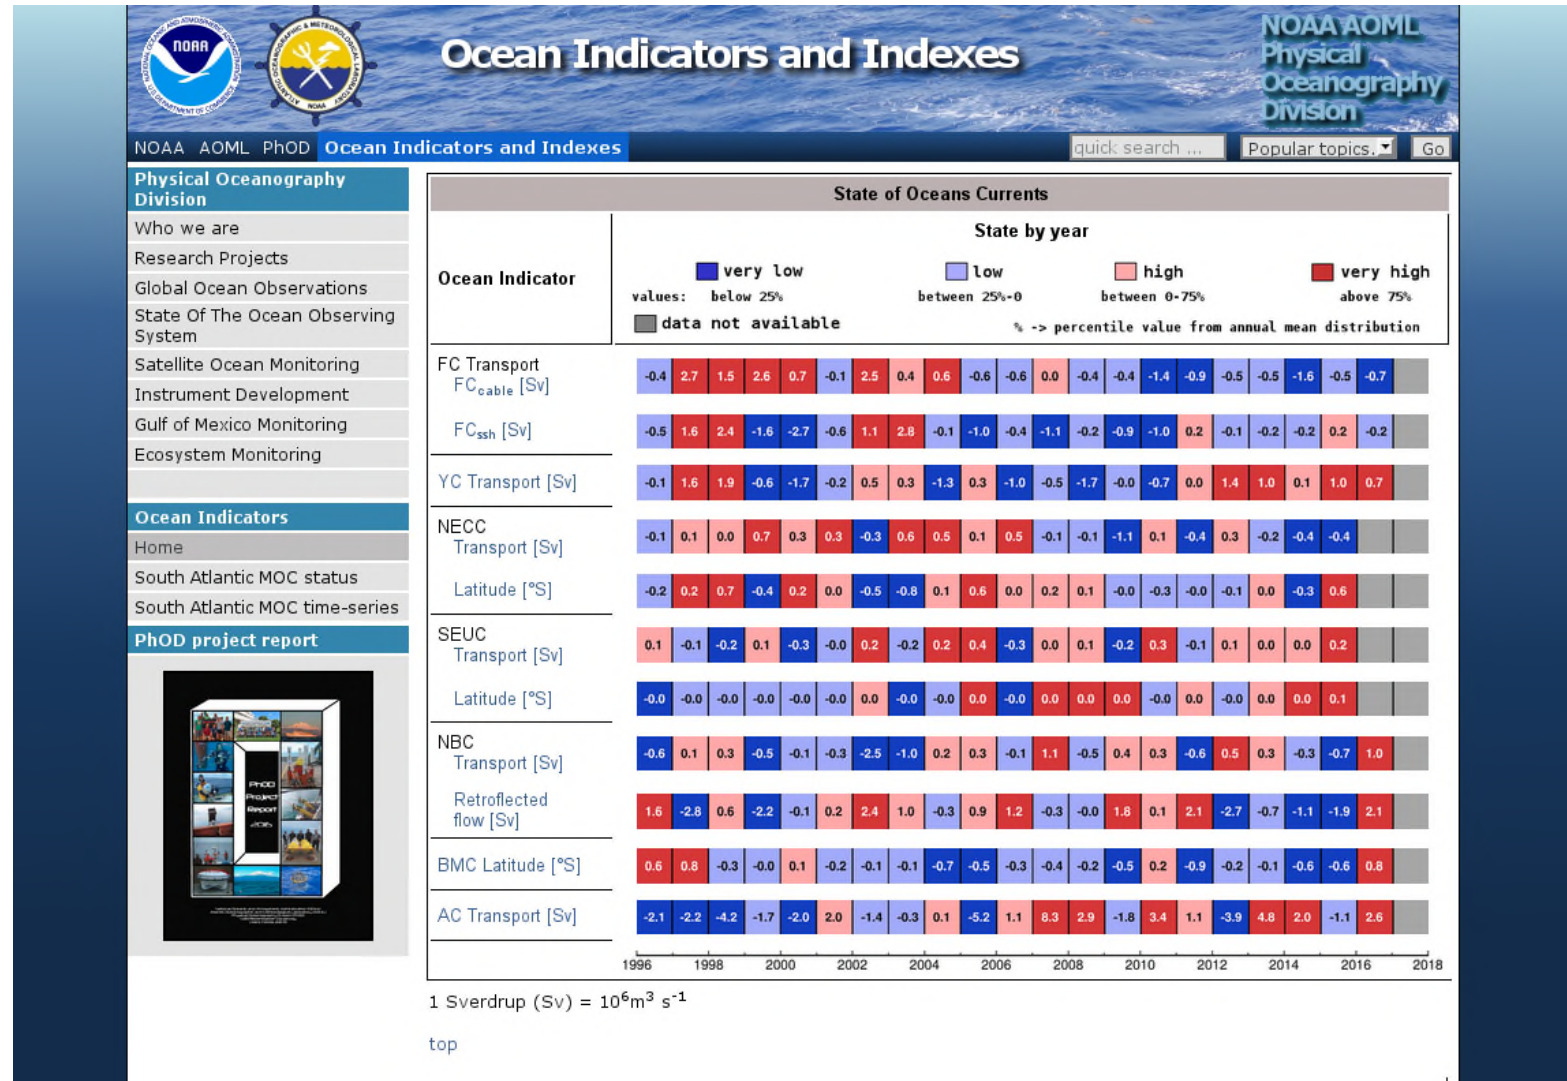 NOAA
Ocean Indicators and Indexes
NOAA AOML
Physical
Oceanography
Division
NOAA AOML PhOD Ocean Indicators and Indexes
quick search ...
Popular topics.
Go
Physical Oceanography
Division
Who we are
Research Projects
Global Ocean Observations
State Of The Ocean Observing
System
Satellite Ocean Monitoring
Instrument Development
Gulf of Mexico Monitoring
Ecosystem Monitoring
Ocean Indicators
Home
South Atlantic MOC status
South Atlantic MOC time-series
PhOD project report
PhOD
Project
Report
State of Oceans Currents
Ocean Indicator
State by year
very low low high very high
values: below 25% between 25%-0 between 0-75% above 75%
data not available % -> percentile value from annual mean distribution
FC Transport
FCcable [Sv] -0.4 2.7 1.5 2.6 0.7 -0.1 2.5 0.4 0.6 -0.6 -0.6 0.0 -0.4 -0.4 -1.4 -0.9 -0.5 -0.5 -1.6 -0.5 -0.7
FCssh [Sv] -0.5 1.6 2.4 -1.6 -2.7 -0.6 1.1 2.8 -0.1 -1.0 -0.4 -1.1 -0.2 -0.9 -1.0 0.2 -0.1 -0.2 -0.2 0.2 -0.2
YC Transport [Sv] -0.1 1.6 1.9 -0.6 -1.7 -0.2 0.5 0.3 -1.3 0.3 -1.0 -0.5 -1.7 -0.0 -0.7 0.0 1.4 1.0 0.1 1.0 0.7
NECC
Transport [Sv] -0.1 0.1 0.0 0.7 0.3 0.3 -0.3 0.6 0.5 0.1 0.5 -0.1 -0.1 -1.1 0.1 -0.4 0.3 -0.2 -0.4 -0.4
Latitude [°S] -0.2 0.2 0.7 -0.4 0.2 0.0 -0.5 -0.8 0.1 0.6 0.0 0.2 0.1 -0.0 -0.3 -0.0 -0.1 0.0 -0.3 0.6
SEUC
Transport [Sv] 0.1 -0.1 -0.2 0.1 -0.3 -0.0 0.2 -0.2 0.2 0.4 -0.3 0.0 0.1 -0.2 0.3 -0.1 0.1 0.0 0.0 0.2
Latitude [°S] -0.0 -0.0 -0.0 -0.0 -0.0 -0.0 0.0 -0.0 -0.0 0.0 -0.0 0.0 0.0 0.0 -0.0 0.0 -0.0 0.0 0.0 0.1
NBC
Transport [Sv] -0.6 0.1 0.3 -0.5 -0.1 -0.3 -2.5 -1.0 0.2 0.3 -0.1 1.1 -0.5 0.4 0.3 -0.6 0.5 0.3 -0.3 -0.7 1.0
Retroflected
flow [Sv] 1.6 -2.8 0.6 -2.2 -0.1 0.2 2.4 1.0 -0.3 0.9 1.2 -0.3 -0.0 1.8 0.1 2.1 -2.7 -0.7 -1.1 -1.9 2.1
BMC Latitude [°S] 0.6 0.8 -0.3 -0.0 0.1 -0.2 -0.1 -0.1 -0.7 -0.5 -0.3 -0.4 -0.2 -0.5 0.2 -0.9 -0.2 -0.1 -0.6 -0.6 0.8
AC Transport [Sv] -2.1 -2.2 -4.2 -1.7 -2.0 2.0 -1.4 -0.3 0.1 -5.2 1.1 8.3 2.9 -1.8 3.4 1.1 -3.9 4.8 2.0 -1.1 2.6
1996 1998 2000 2002 2004 2006 2008 2010 2012 2014 2016 2018
1 Sverdrup (Sv) = 10⁶m³ s⁻¹
top